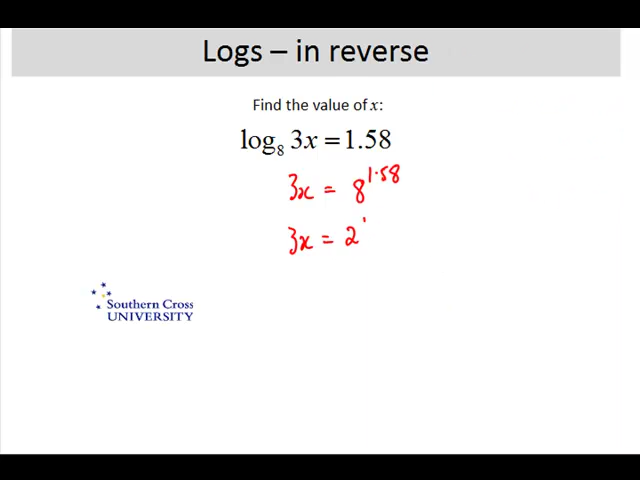 Logs – in reverse
Find the value of x:
log₈ 3x = 1.58
3x = 8^1.58
3x = 2
Southern Cross
UNIVERSITY